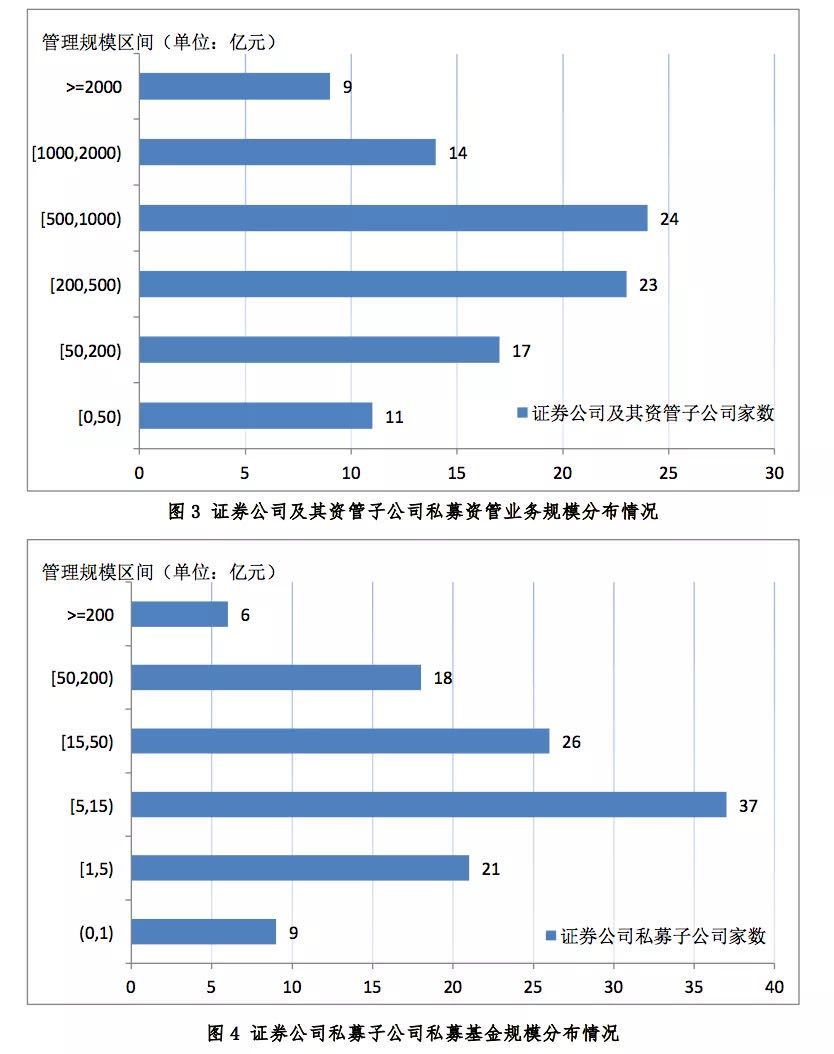 管理规模区间（单位：亿元）
>=2000 9
[1000,2000) 14
[500,1000) 24
[200,500) 23
[50,200) 17
[0,50) 11
证券公司及其资管子公司家数
0 5 10 15 20 25 30
图 3 证券公司及其资管子公司私募资管业务规模分布情况
管理规模区间（单位：亿元）
>=200 6
[50,200) 18
[15,50) 26
[5,15) 37
[1,5) 21
(0,1) 9
证券公司私募子公司家数
0 5 10 15 20 25 30 35 40
图 4 证券公司私募子公司私募基金规模分布情况